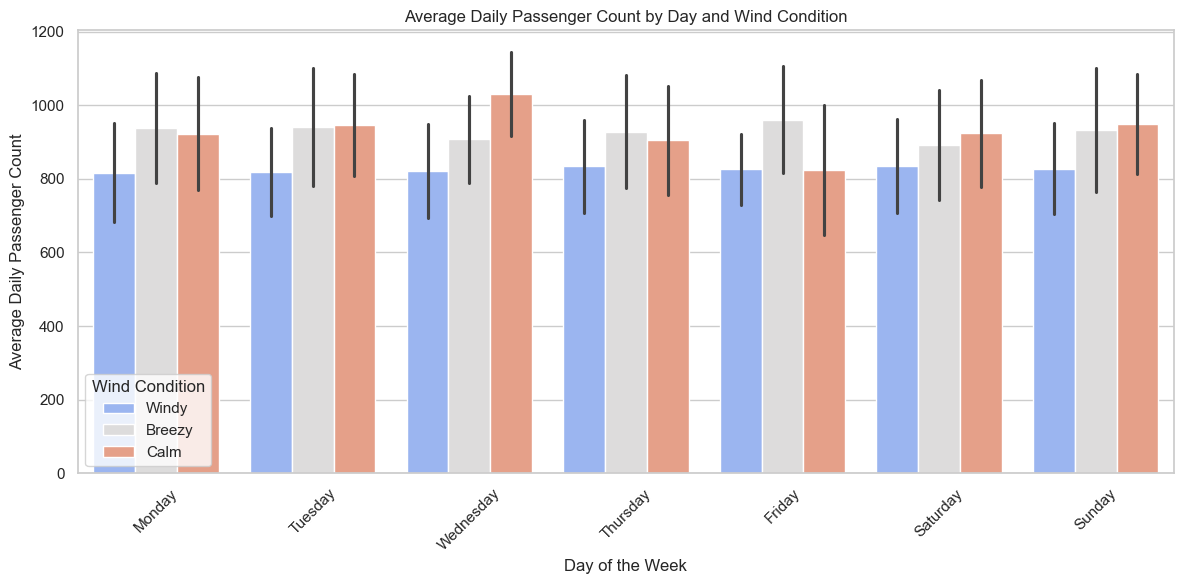 Average Daily Passenger Count by Day and Wind Condition
Average Daily Passenger Count
1200
1000
800
600
400
200
0
Wind Condition
Windy
Breezy
Calm
Monday
Tuesday
Wednesday
Thursday
Friday
Saturday
Sunday
Day of the Week